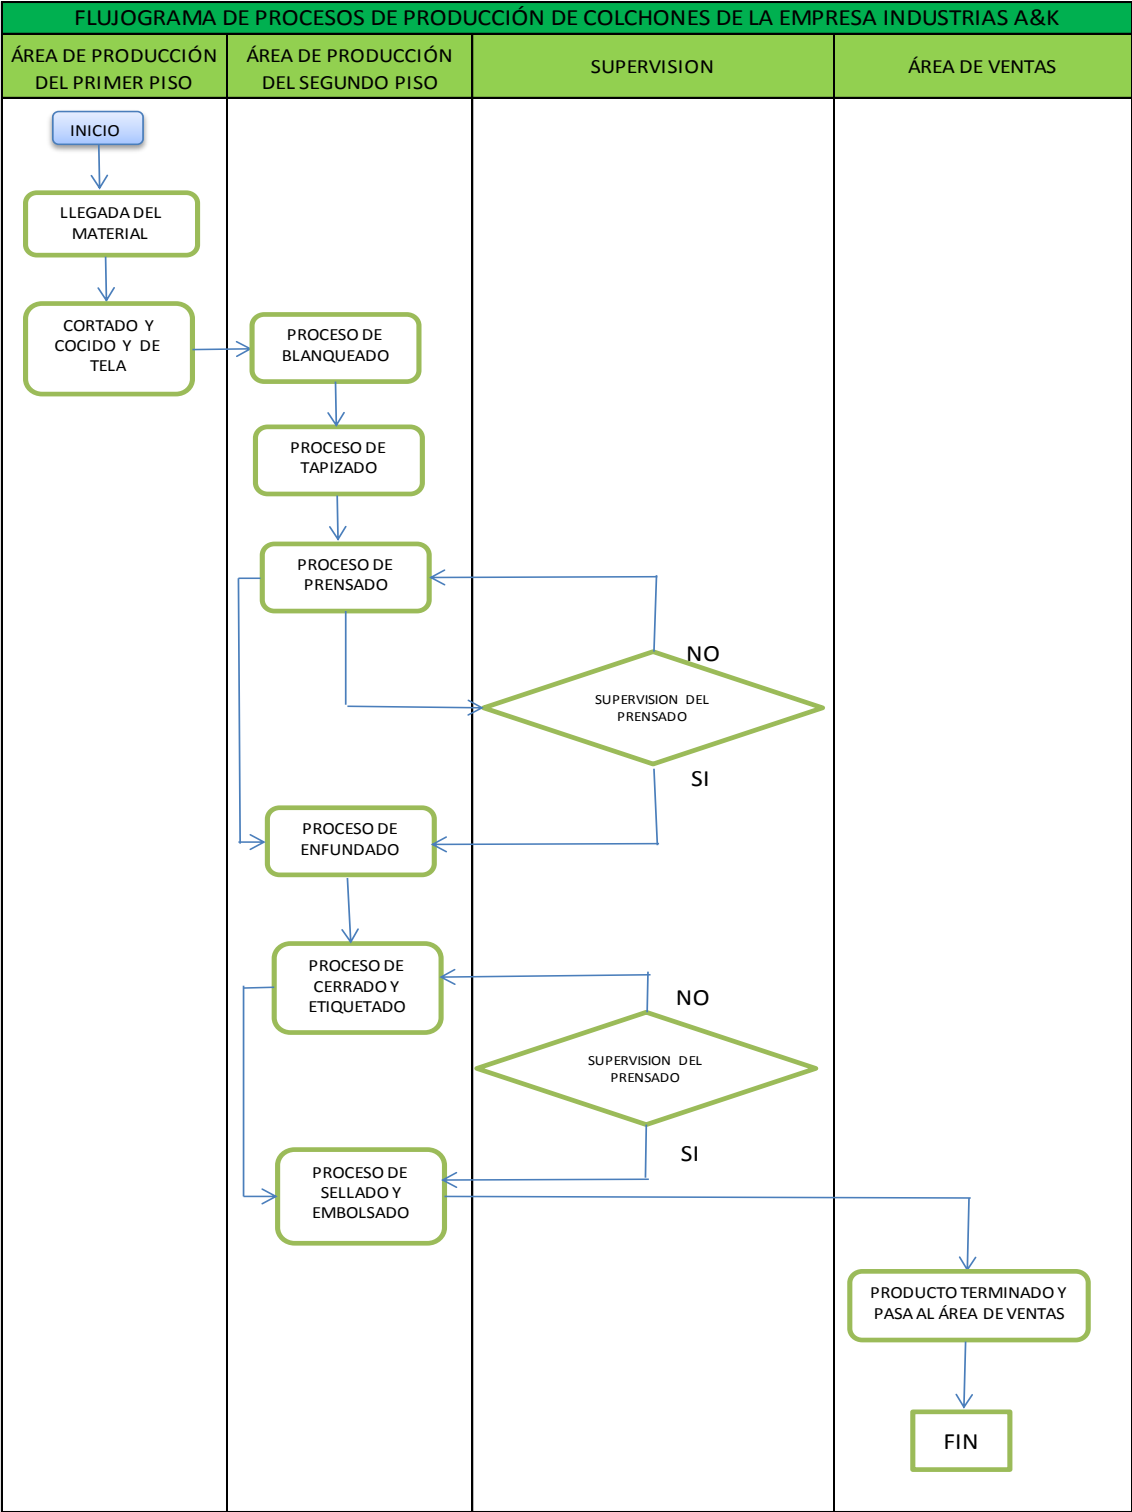 FLUJOGRAMA DE PROCESOS DE PRODUCCIÓN DE COLCHONES DE LA EMPRESA INDUSTRIAS A&K
ÁREA DE PRODUCCIÓN
DEL PRIMER PISO
ÁREA DE PRODUCCIÓN
DEL SEGUNDO PISO
SUPERVISION
ÁREA DE VENTAS
INICIO
LLEGADA DEL
MATERIAL
CORTADO Y
COCIDO Y DE
TELA
PROCESO DE
BLANQUEADO
PROCESO DE
TAPIZADO
PROCESO DE
PRENSADO
NO
SUPERVISION DEL
PRENSADO
SI
PROCESO DE
ENFUNDADO
PROCESO DE
CERRADO Y
ETIQUETADO
NO
SUPERVISION DEL
PRENSADO
SI
PROCESO DE
SELLADO Y
EMBOLSADO
PRODUCTO TERMINADO Y
PASA AL ÁREA DE VENTAS
FIN